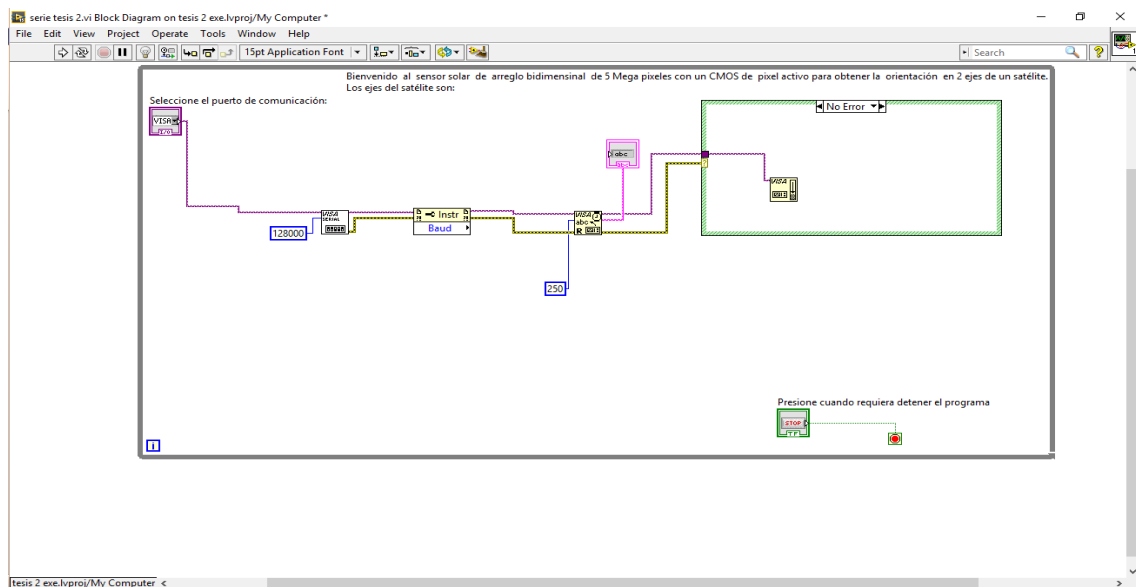 serie tesis 2.vi Block Diagram on tesis 2 exe.lvproj/My Computer *
File Edit View Project Operate Tools Window Help
15pt Application Font
Search
?
1
Bienvenido al sensor solar de arreglo bidimensinal de 5 Mega pixeles con un CMOS de pixel activo para obtener la orientación en 2 ejes de un satélite.
Los ejes del satélite son:
Seleccione el puerto de comunicación:
VISA
I/O
No Error
abc
abc
?
VISA
VISA
SERIAL
Instr
Baud
VISA
abc
R
128000
250
Presione cuando requiera detener el programa
STOP
TF
i
tesis 2 exe.lvproj/My Computer